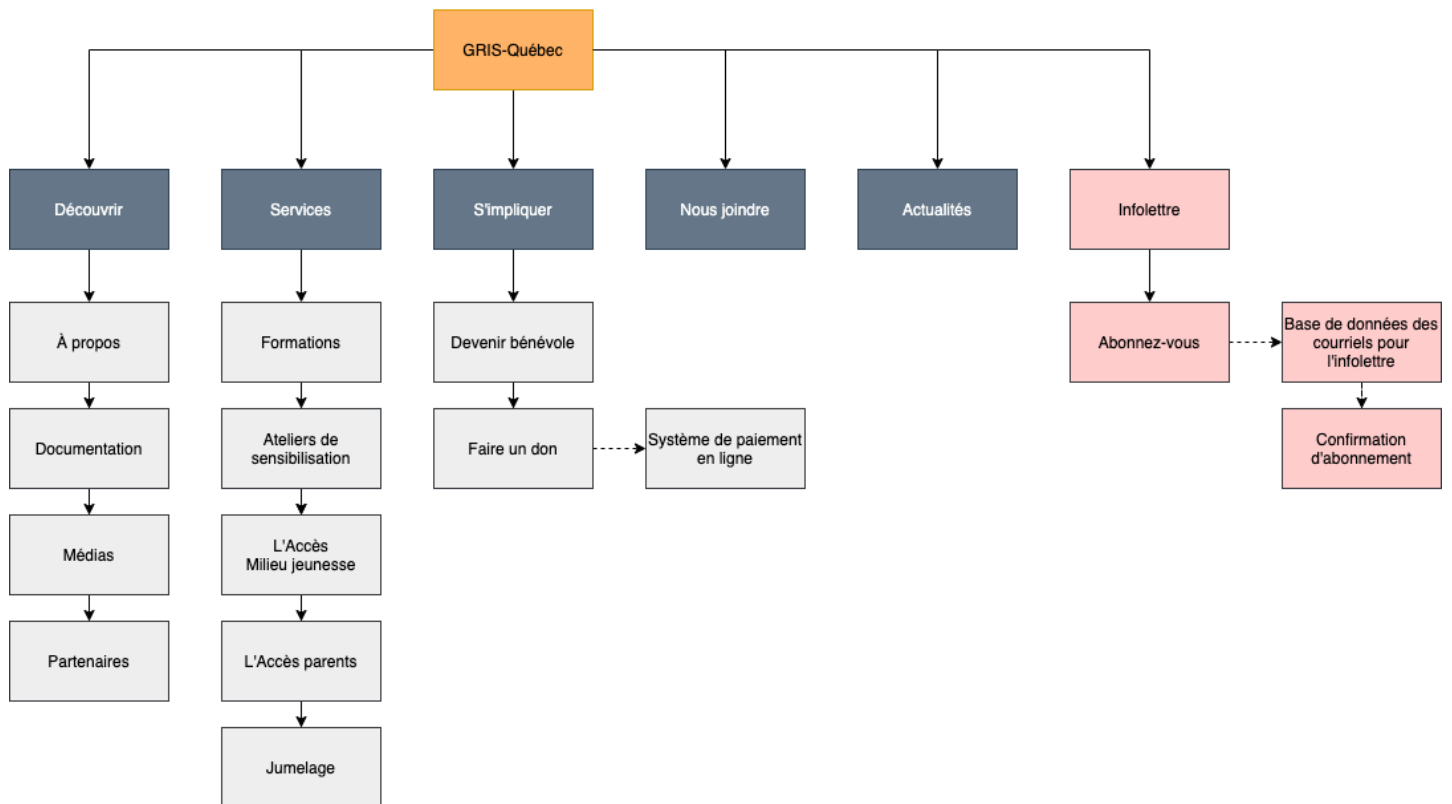 GRIS-Québec
Découvrir
Services
S'impliquer
Nous joindre
Actualités
Infolettre
À propos
Formations
Devenir bénévole
Abonnez-vous
Base de données des
courriels pour
l'infolettre
Documentation
Ateliers de
sensibilisation
Faire un don
Système de paiement
en ligne
Confirmation
d'abonnement
Médias
L'Accès
Milieu jeunesse
Partenaires
L'Accès parents
Jumelage